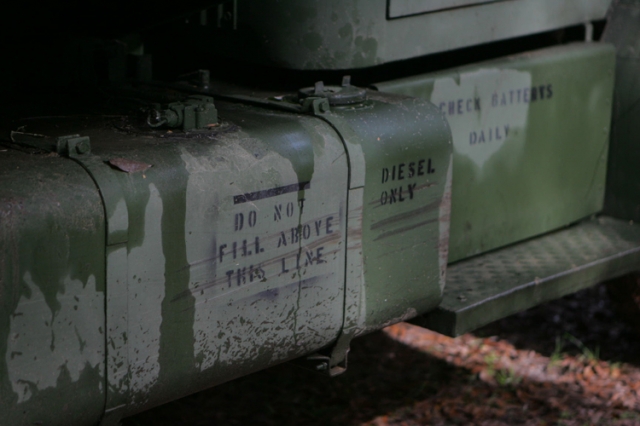 DO NOT
FILL ABOVE
THIS LINE
DIESEL
ONLY
CHECK BATTERYS
DAILY